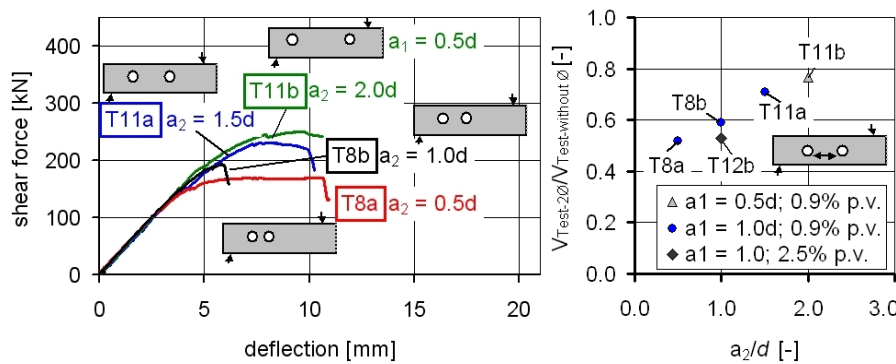 shear force [kN]
400
300
200
100
0
0
5
10
15
20
deflection [mm]
a1 = 0.5d
T11b a2 = 2.0d
T11a a2 = 1.5d
T8b a2 = 1.0d
T8a a2 = 0.5d
VTest-2Ø/VTest-without Ø [-]
1.0
0.8
0.6
0.4
0.2
0.0
0.0
1.0
2.0
3.0
a2/d [-]
T11b
T8b
T11a
T8a
T12b
a1 = 0.5d; 0.9% p.v.
a1 = 1.0d; 0.9% p.v.
a1 = 1.0; 2.5% p.v.